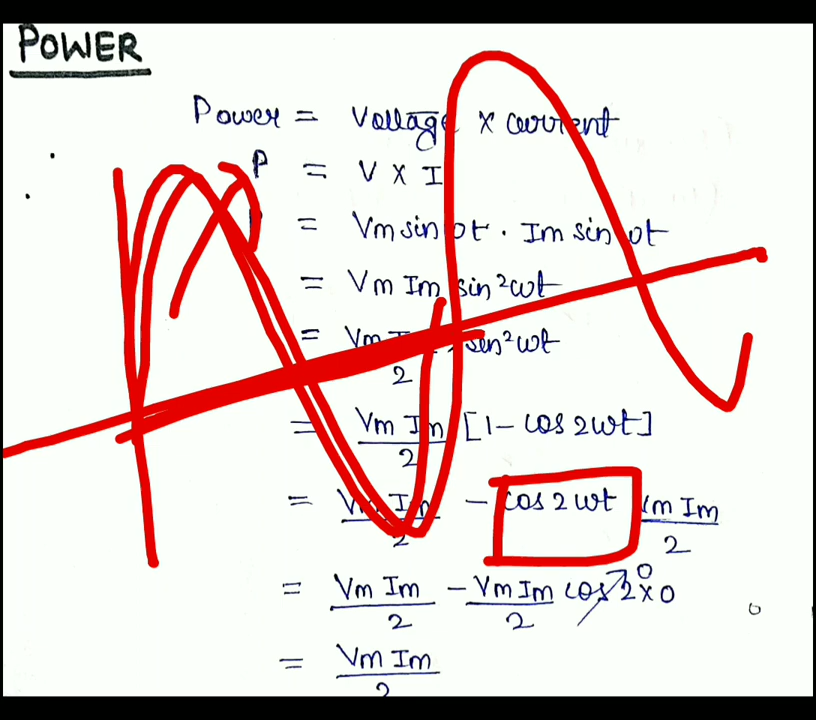 POWER
Power = Voltage × current
P = V × I
= Vm sin ωt . Im sin ωt
= Vm Im sin²ωt
= Vm 2 sin²ωt
= Vm Im / 2 [1 - cos 2ωt]
= Vm Im / 2 - cos 2ωt Vm Im / 2
= Vm Im / 2 - Vm Im / 2 cos 2×0 0
= Vm Im / 2